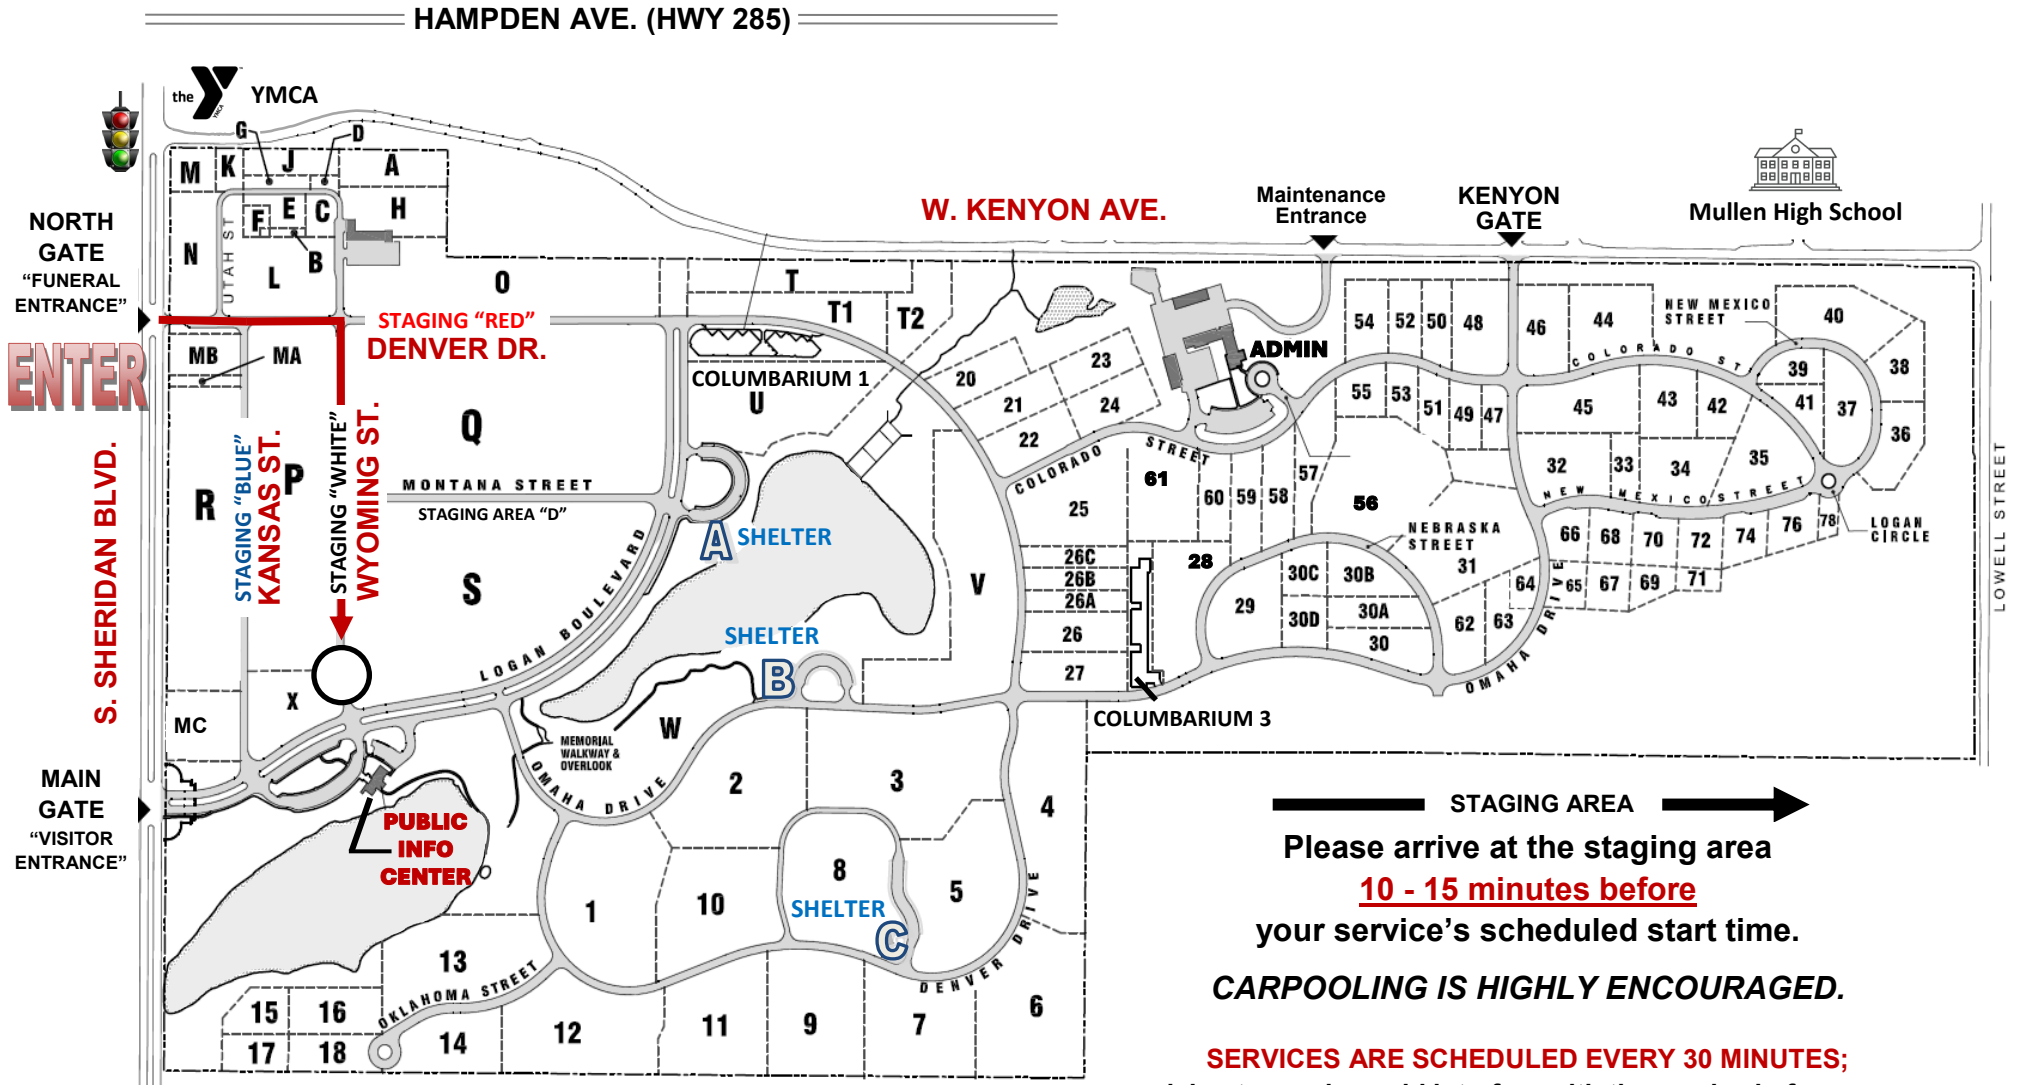 HAMPDEN AVE. (HWY 285)
the
YMCA
YMCA
G
D
M
K
J
A
H
F
E
C
N
B
L
UTAH ST
O
NORTH
GATE
“FUNERAL
ENTRANCE”
ENTER
S. SHERIDAN BLVD.
MAIN
GATE
“VISITOR
ENTRANCE”
W. KENYON AVE.
Maintenance
Entrance
KENYON
GATE
Mullen High School
LOWELL STREET
STAGING “RED”
DENVER DR.
MB
MA
R
P
Q
STAGING “BLUE”
KANSAS ST.
STAGING “WHITE”
WYOMING ST.
MONTANA STREET
STAGING AREA “D”
S
X
MC
LOGAN BOULEVARD
T
T1
T2
COLUMBARIUM 1
U
A SHELTER
SHELTER
B
V
W
MEMORIAL
WALKWAY &
OVERLOOK
OMAHA DRIVE
PUBLIC
INFO
CENTER
20
23
21
24
22
COLORADO STREET
ADMIN
25
61
26C
26B
26A
26
27
28
COLUMBARIUM 3
60
59
58
57
56
54
52
50
48
46
44
55
53
51
49
47
45
43
42
NEW MEXICO
STREET
COLORADO ST
40
39
38
41
37
36
32
33
34
35
NEW MEXICO STREET
LOGAN
CIRCLE
66
68
70
72
74
76
78
65
67
69
71
64
63
62
31
NEBRASKA
STREET
29
30C
30B
30D
30A
30
OMAHA DRIVE
2
3
4
1
10
8
5
SHELTER
C
DENVER DRIVE
13
OKLAHOMA STREET
15
16
17
18
14
12
11
9
7
6
STAGING AREA
Please arrive at the staging area
10 - 15 minutes before
your service’s scheduled start time.
CARPOOLING IS HIGHLY ENCOURAGED.
SERVICES ARE SCHEDULED EVERY 30 MINUTES;